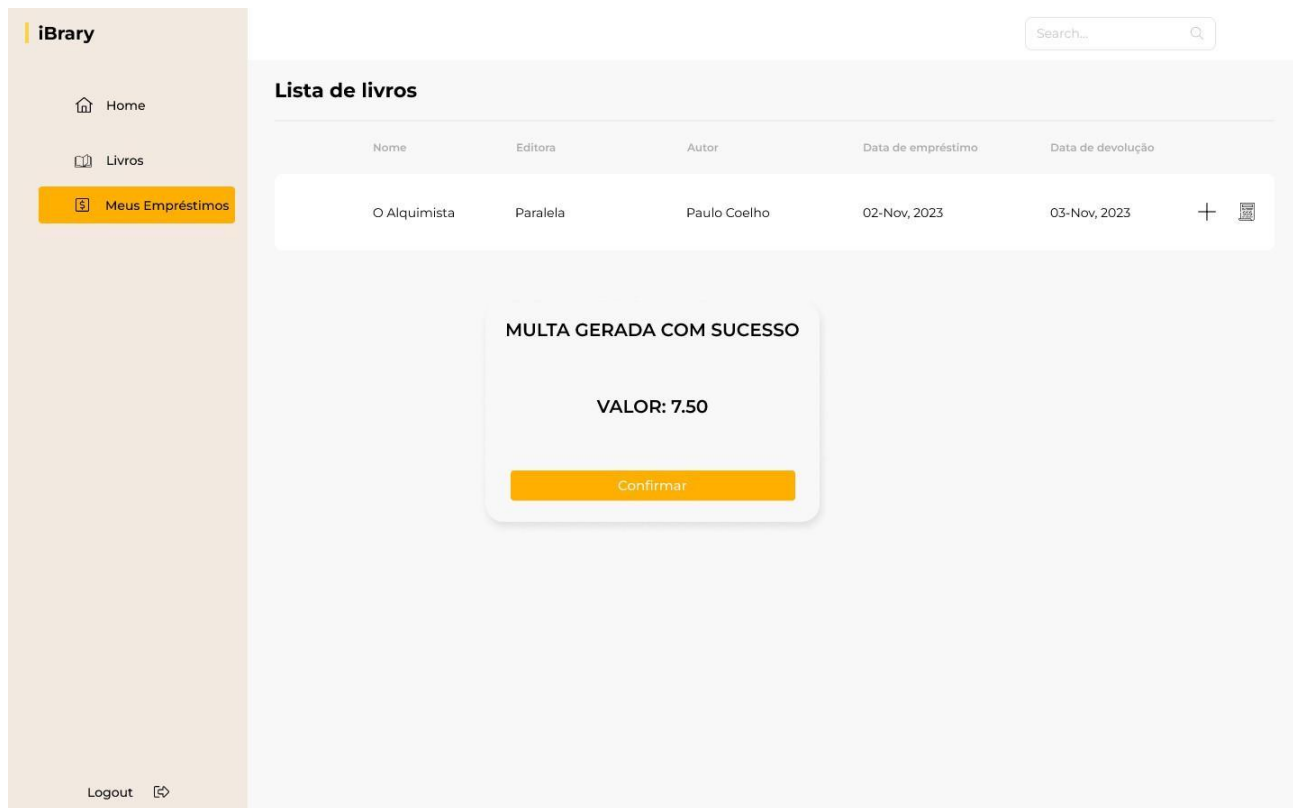 iBrary
Search...
Home
Livros
Meus Empréstimos
Logout
Lista de livros
Nome Editora Autor Data de empréstimo Data de devolução
O Alquimista Paralela Paulo Coelho 02-Nov, 2023 03-Nov, 2023
MULTA GERADA COM SUCESSO
VALOR: 7.50
Confirmar